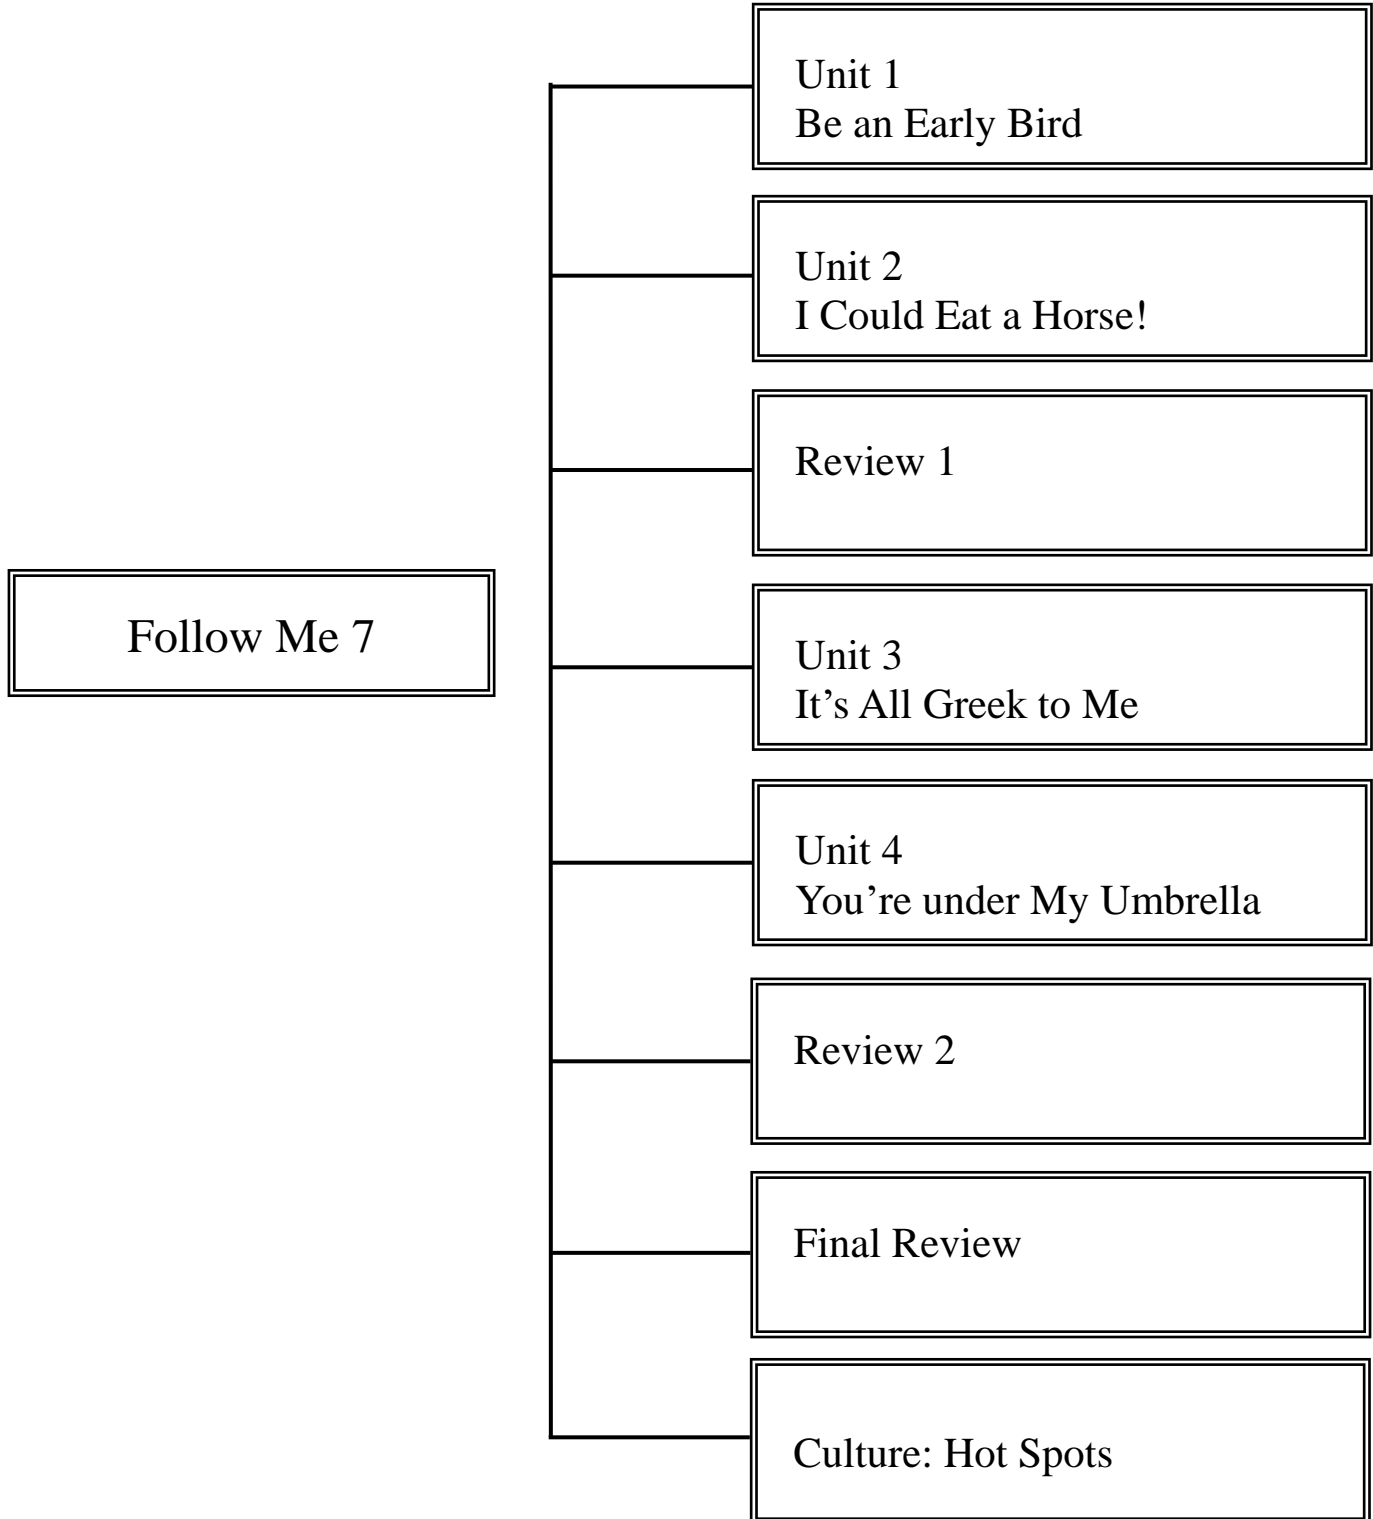 Follow Me 7
Unit 1
Be an Early Bird
Unit 2
I Could Eat a Horse!
Review 1
Unit 3
It’s All Greek to Me
Unit 4
You’re under My Umbrella
Review 2
Final Review
Culture: Hot Spots